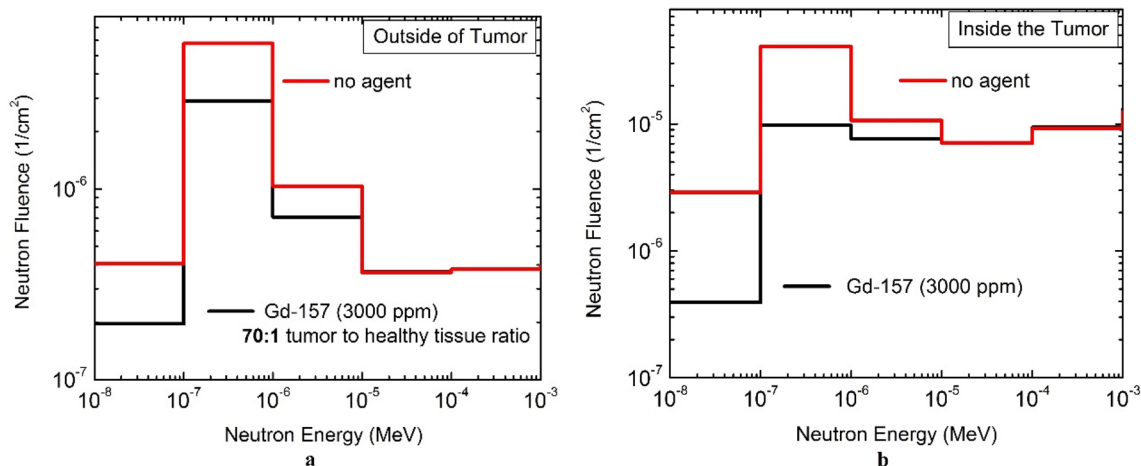 Outside of Tumor
no agent
Gd-157 (3000 ppm)
70:1 tumor to healthy tissue ratio
Neutron Fluence (1/cm²)
10⁻⁶
10⁻⁷
10⁻⁸ 10⁻⁷ 10⁻⁶ 10⁻⁵ 10⁻⁴ 10⁻³
Neutron Energy (MeV)
a
Inside the Tumor
no agent
Gd-157 (3000 ppm)
Neutron Fluence (1/cm²)
10⁻⁵
10⁻⁶
10⁻⁷
10⁻⁸ 10⁻⁷ 10⁻⁶ 10⁻⁵ 10⁻⁴ 10⁻³
Neutron Energy (MeV)
b